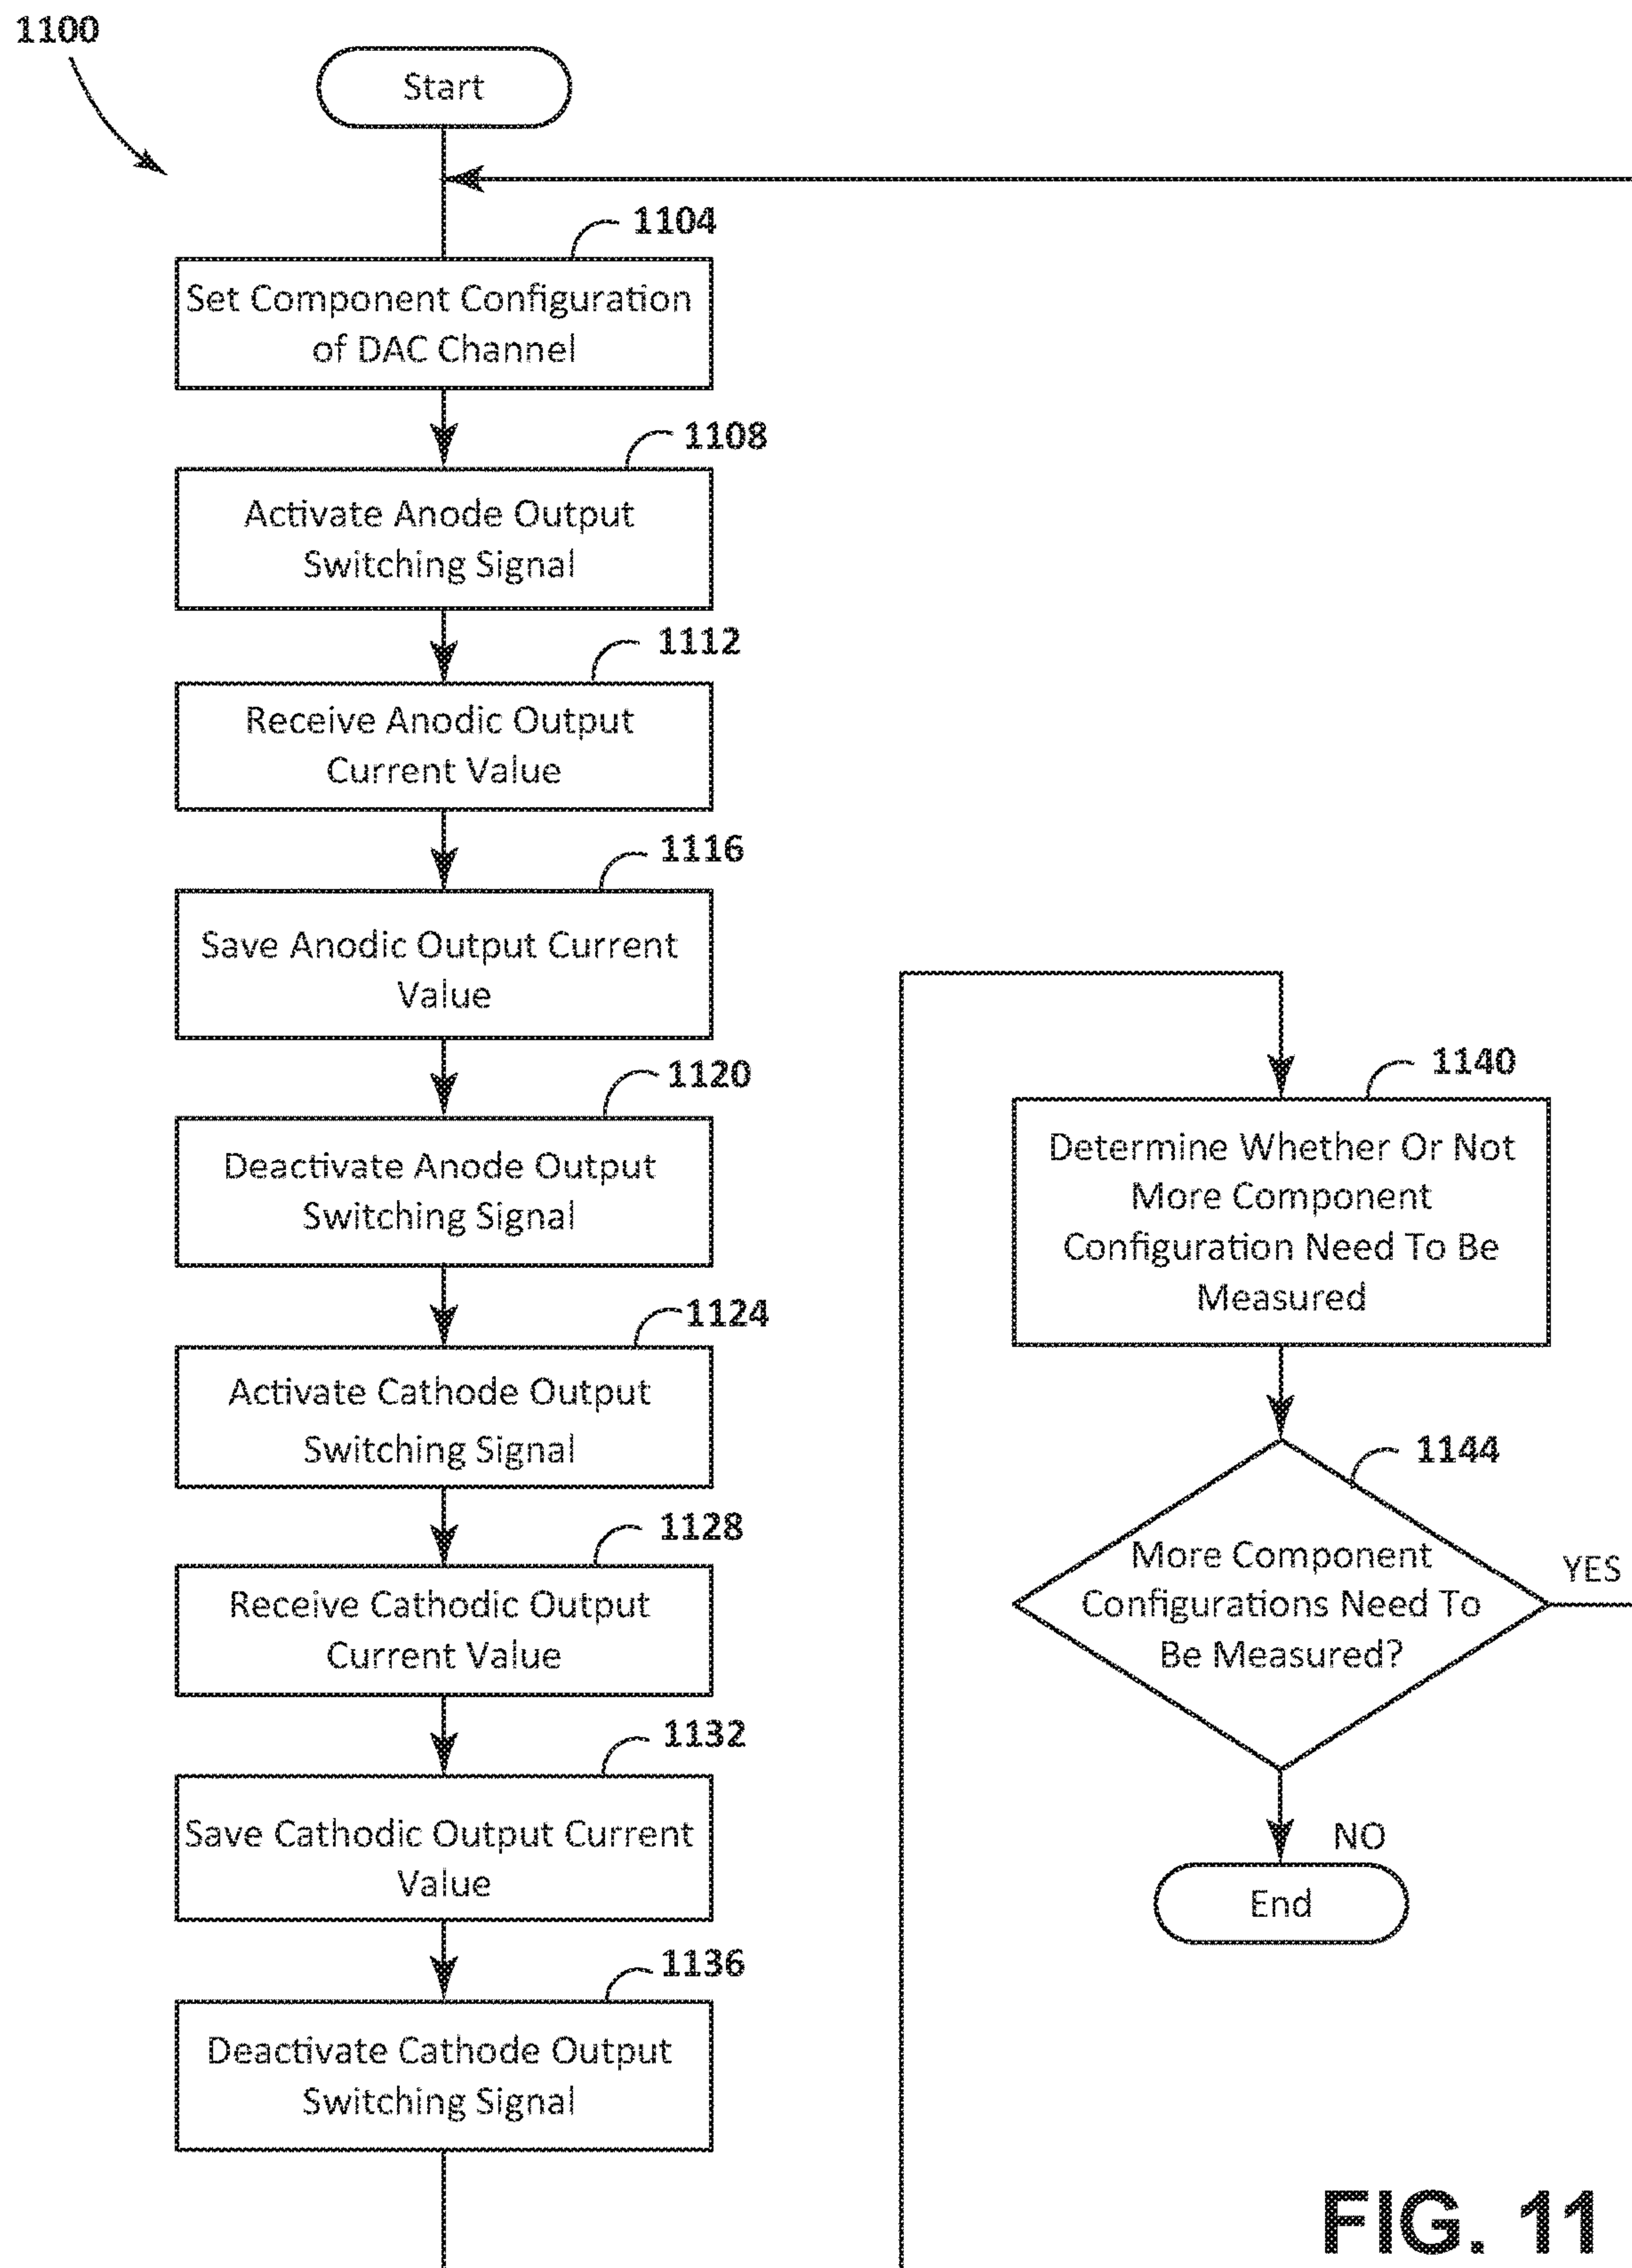 1100
Start
1104
Set Component Configuration
of DAC Channel
1108
Activate Anode Output
Switching Signal
1112
Receive Anodic Output
Current Value
1116
Save Anodic Output Current
Value
1120
Deactivate Anode Output
Switching Signal
1124
Activate Cathode Output
Switching Signal
1128
Receive Cathodic Output
Current Value
1132
Save Cathodic Output Current
Value
1136
Deactivate Cathode Output
Switching Signal
1140
Determine Whether Or Not
More Component
Configuration Need To Be
Measured
1144
More Component
Configurations Need To
Be Measured?
YES
NO
End
FIG. 11